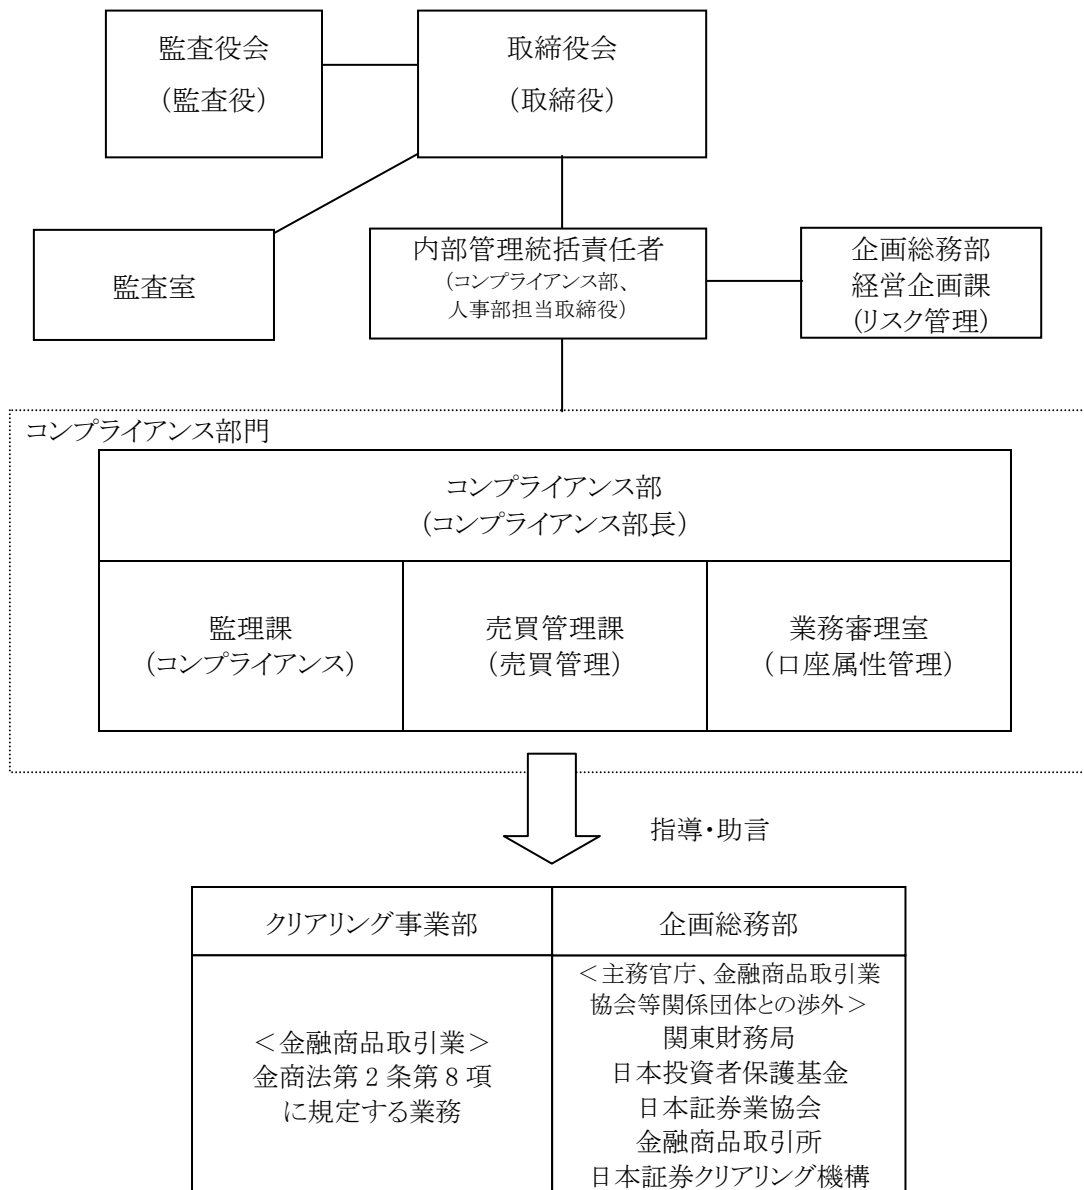 監査役会
（監査役）
取締役会
（取締役）
監査室
内部管理統括責任者
（コンプライアンス部、
人事部担当取締役）
企画総務部
経営企画課
（リスク管理）
コンプライアンス部門
コンプライアンス部
（コンプライアンス部長）
監理課
（コンプライアンス）
売買管理課
（売買管理）
業務審理室
（口座属性管理）
指導・助言
クリアリング事業部
企画総務部
＜金融商品取引業＞
金商法第2条第8項
に規定する業務
＜主務官庁、金融商品取引業
協会等関係団体との渉外＞
関東財務局
日本投資者保護基金
日本証券業協会
金融商品取引所
日本証券クリアリング機構